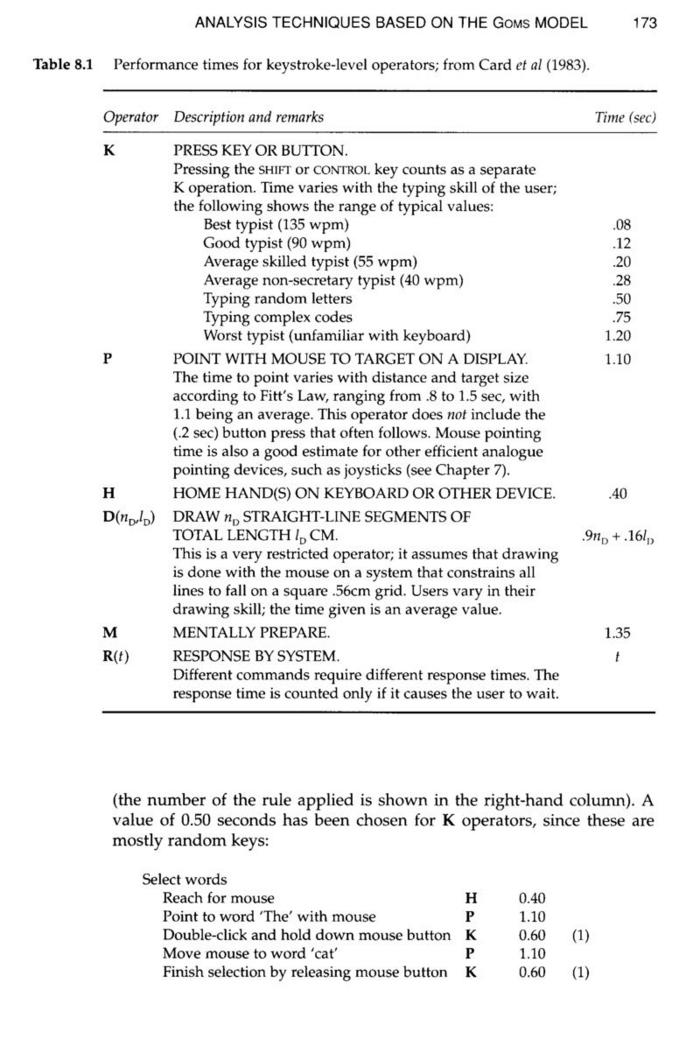 ANALYSIS TECHNIQUES BASED ON THE GOMS MODEL 173
Table 8.1 Performance times for keystroke-level operators; from Card et al (1983).
Operator Description and remarks Time (sec)
K PRESS KEY OR BUTTON.
Pressing the SHIFT or CONTROL key counts as a separate
K operation. Time varies with the typing skill of the user;
the following shows the range of typical values:
Best typist (135 wpm) .08
Good typist (90 wpm) .12
Average skilled typist (55 wpm) .20
Average non-secretary typist (40 wpm) .28
Typing random letters .50
Typing complex codes .75
Worst typist (unfamiliar with keyboard) 1.20
P POINT WITH MOUSE TO TARGET ON A DISPLAY. 1.10
The time to point varies with distance and target size
according to Fitt's Law, ranging from .8 to 1.5 sec, with
1.1 being an average. This operator does not include the
(.2 sec) button press that often follows. Mouse pointing
time is also a good estimate for other efficient analogue
pointing devices, such as joysticks (see Chapter 7).
H HOME HAND(S) ON KEYBOARD OR OTHER DEVICE. .40
D(nD,lD) DRAW nD STRAIGHT-LINE SEGMENTS OF
TOTAL LENGTH lD CM. .9nD + .16lD
This is a very restricted operator; it assumes that drawing
is done with the mouse on a system that constrains all
lines to fall on a square .56cm grid. Users vary in their
drawing skill; the time given is an average value.
M MENTALLY PREPARE. 1.35
R(t) RESPONSE BY SYSTEM. t
Different commands require different response times. The
response time is counted only if it causes the user to wait.
(the number of the rule applied is shown in the right-hand column). A
value of 0.50 seconds has been chosen for K operators, since these are
mostly random keys:
Select words
Reach for mouse H 0.40
Point to word 'The' with mouse P 1.10
Double-click and hold down mouse button K 0.60 (1)
Move mouse to word 'cat' P 1.10
Finish selection by releasing mouse button K 0.60 (1)